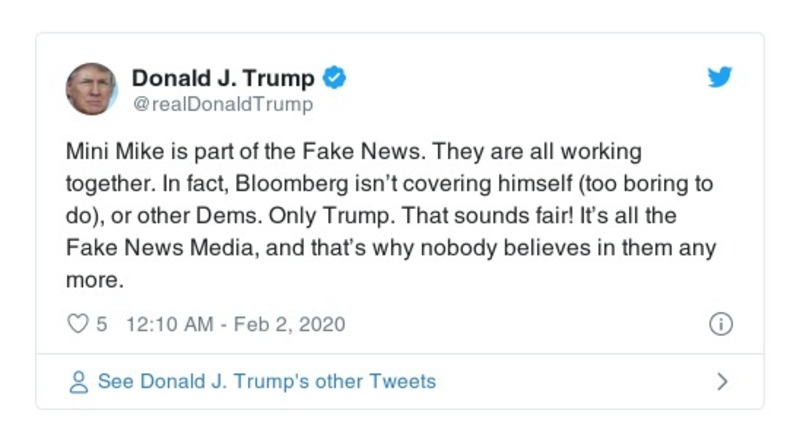 Donald J. Trump
@realDonaldTrump
Mini Mike is part of the Fake News. They are all working
together. In fact, Bloomberg isn’t covering himself (too boring to
do), or other Dems. Only Trump. That sounds fair! It’s all the
Fake News Media, and that’s why nobody believes in them any
more.
5 12:10 AM - Feb 2, 2020
See Donald J. Trump's other Tweets